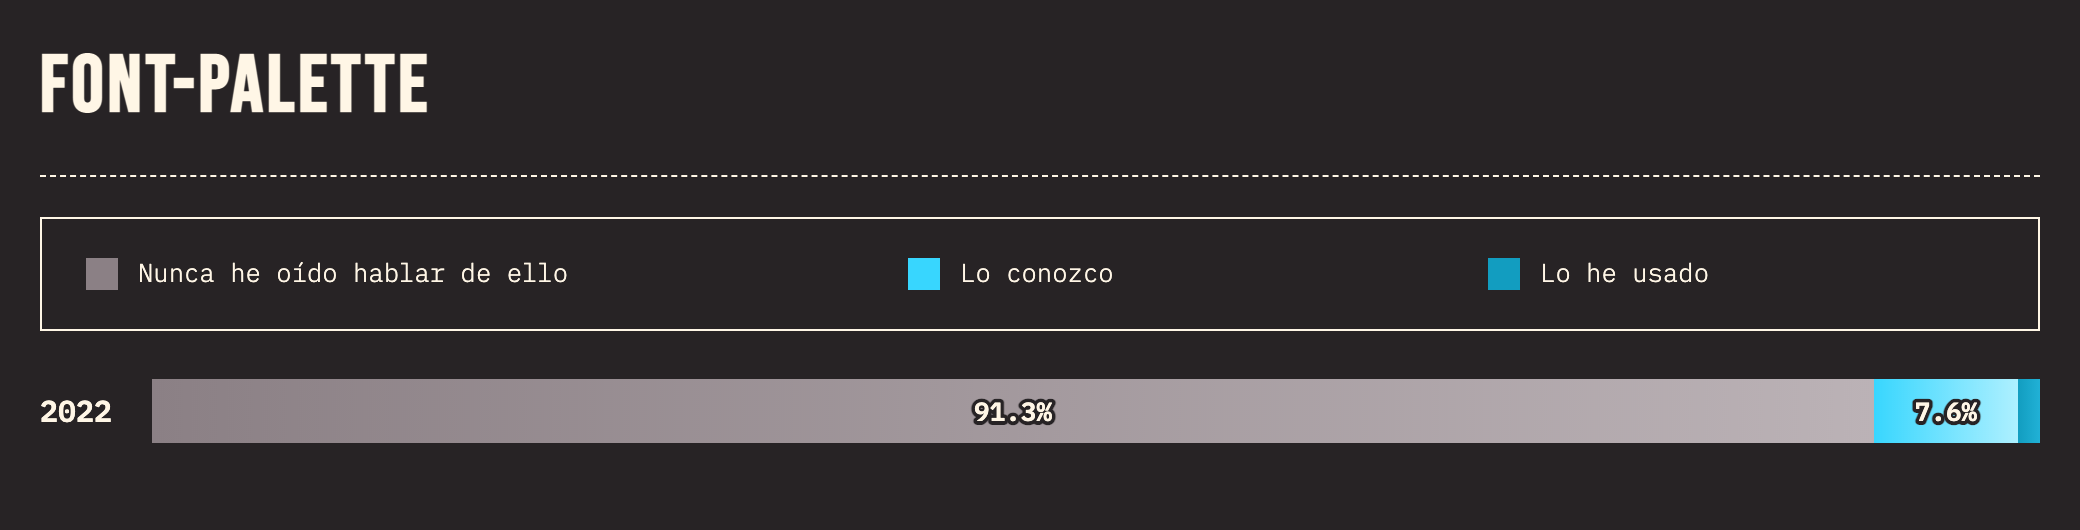 FONT-PALETTE
Nunca he oído hablar de ello Lo conozco Lo he usado
2022 91.3% 7.6%